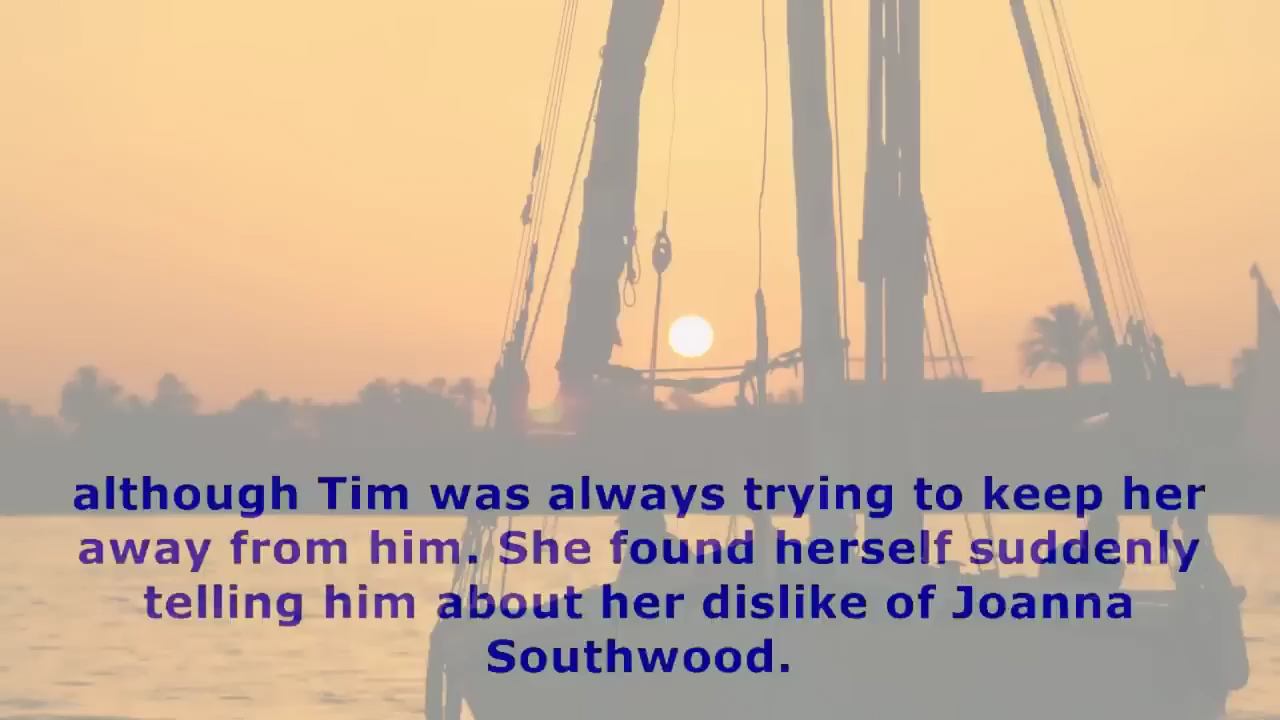 although Tim was always trying to keep her
away from him. She found herself suddenly
telling him about her dislike of Joanna
Southwood.